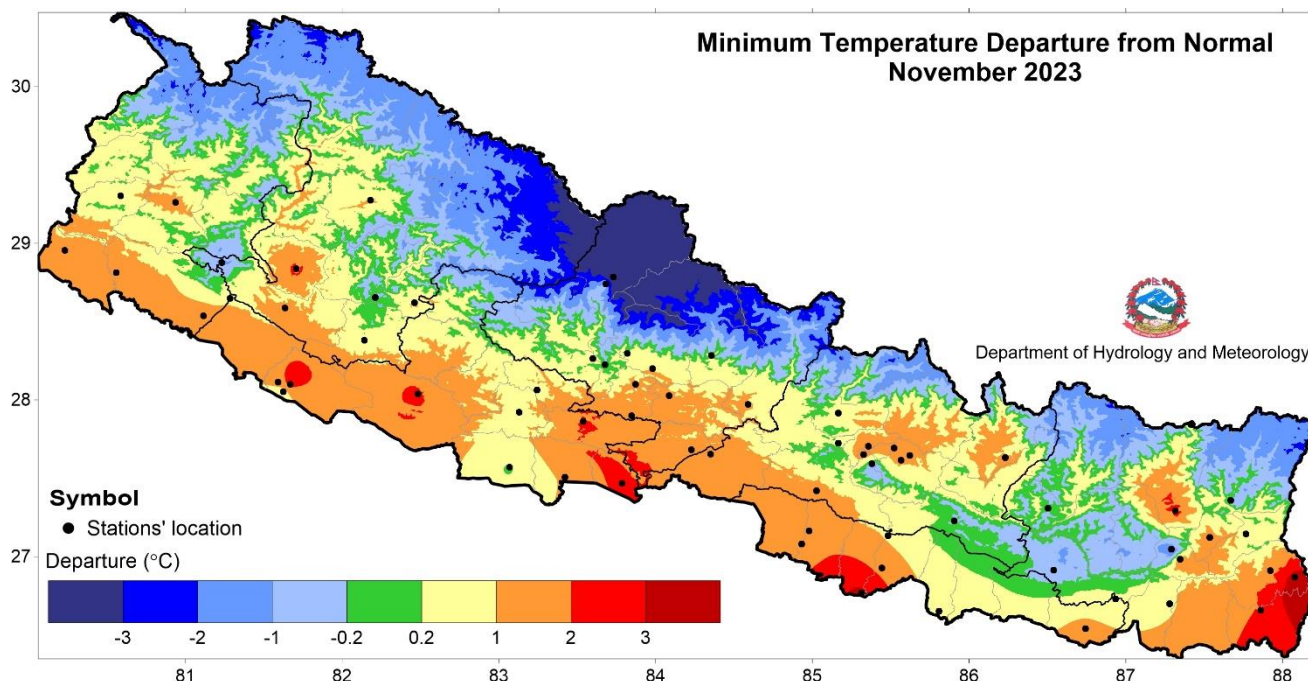 Minimum Temperature Departure from Normal
November 2023
30
29
28
27
Department of Hydrology and Meteorology
Symbol
Stations' location
Departure (°C)
-3 -2 -1 -0.2 0.2 1 2 3
81 82 83 84 85 86 87 88